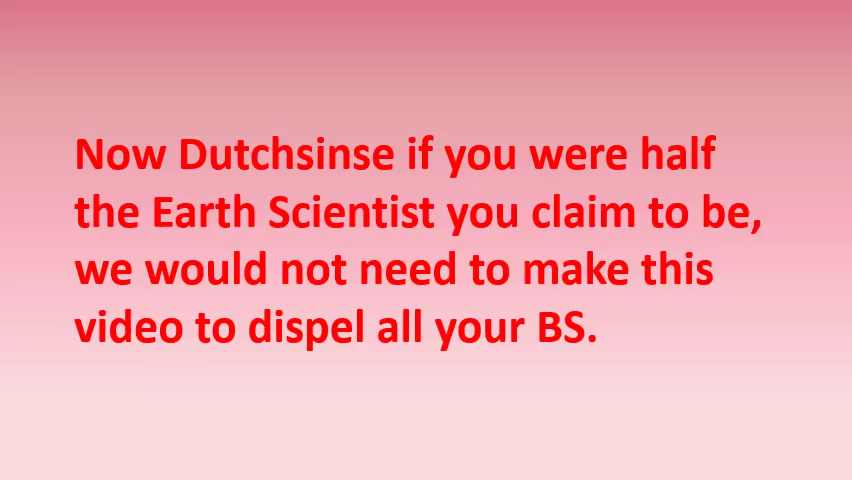 Now Dutchsinse if you were half
the Earth Scientist you claim to be,
we would not need to make this
video to dispel all your BS.